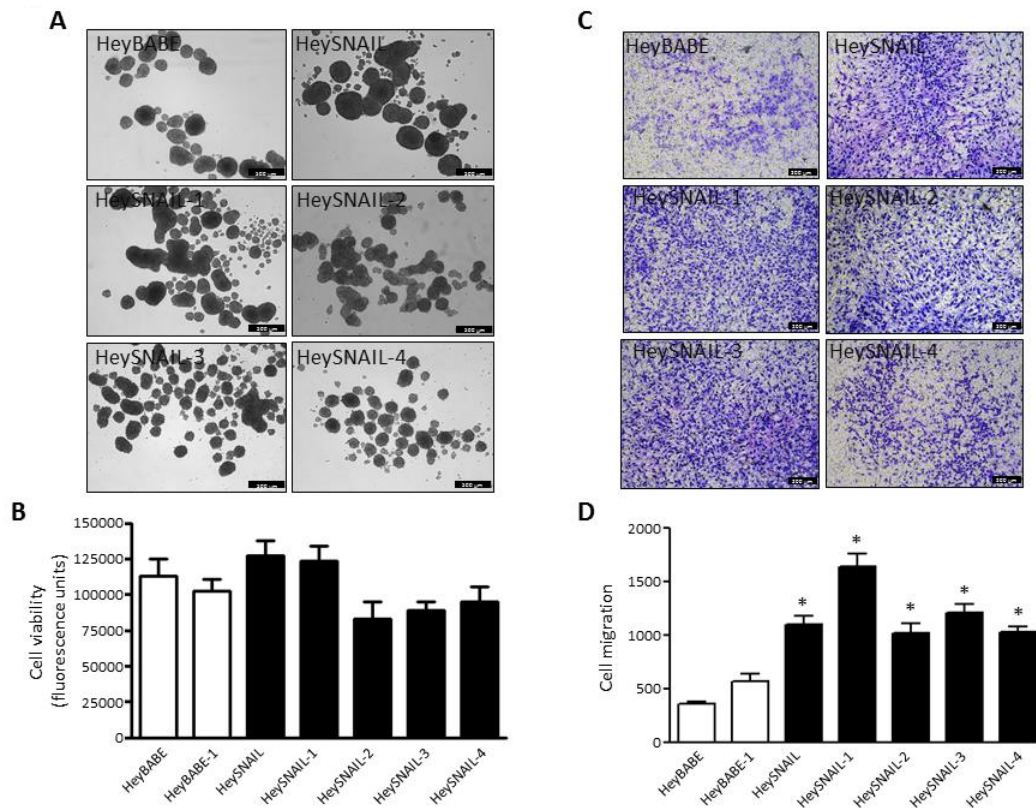 A
HeyBABE
HeySNAIL
HeySNAIL-1
HeySNAIL-2
HeySNAIL-3
HeySNAIL-4
B
150000
125000
100000
75000
50000
25000
0
Cell viability
(fluorescence units)
HeyBABE
HeyBABE-1
HeySNAIL
HeySNAIL-1
HeySNAIL-2
HeySNAIL-3
HeySNAIL-4
C
HeyBABE
HeySNAIL
HeySNAIL-1
HeySNAIL-2
HeySNAIL-3
HeySNAIL-4
D
2000
1500
1000
500
0
Cell migration
*
*
*
*
*
HeyBABE
HeyBABE-1
HeySNAIL
HeySNAIL-1
HeySNAIL-2
HeySNAIL-3
HeySNAIL-4